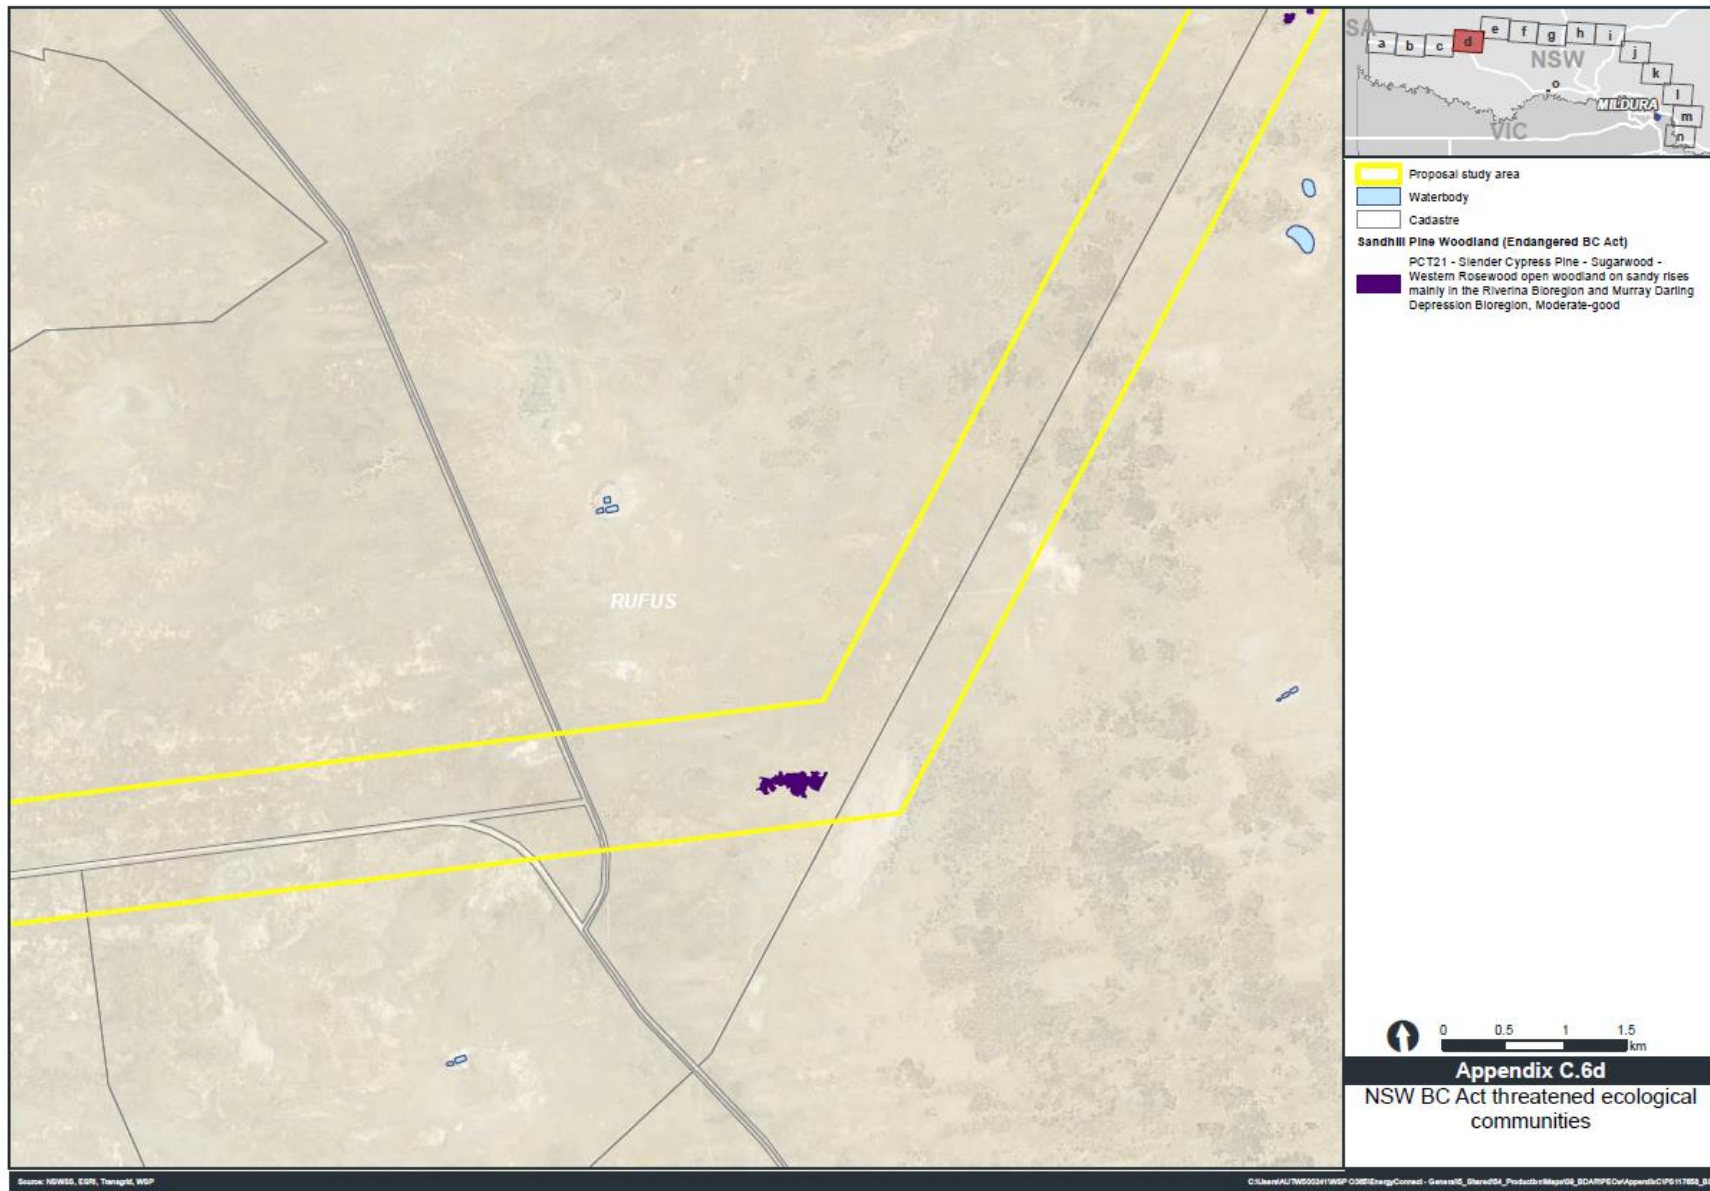 SA
a
b
c
d
e
f
g
h
i
j
k
l
m
n
o
NSW
MILDURA
VIC
Proposal study area
Waterbody
Cadastre
Sandhill Pine Woodland (Endangered BC Act)
PCT21 - Slender Cypress Pine - Sugarwood -
Western Rosewood open woodland on sandy rises
mainly in the Riverina Bioregion and Murray Darling
Depression Bioregion, Moderate-good
RUFUS
0 0.5 1 1.5
km
Appendix C.6d
NSW BC Act threatened ecological
communities
Source: NSWSS, ESRI, Transgrid, WSP